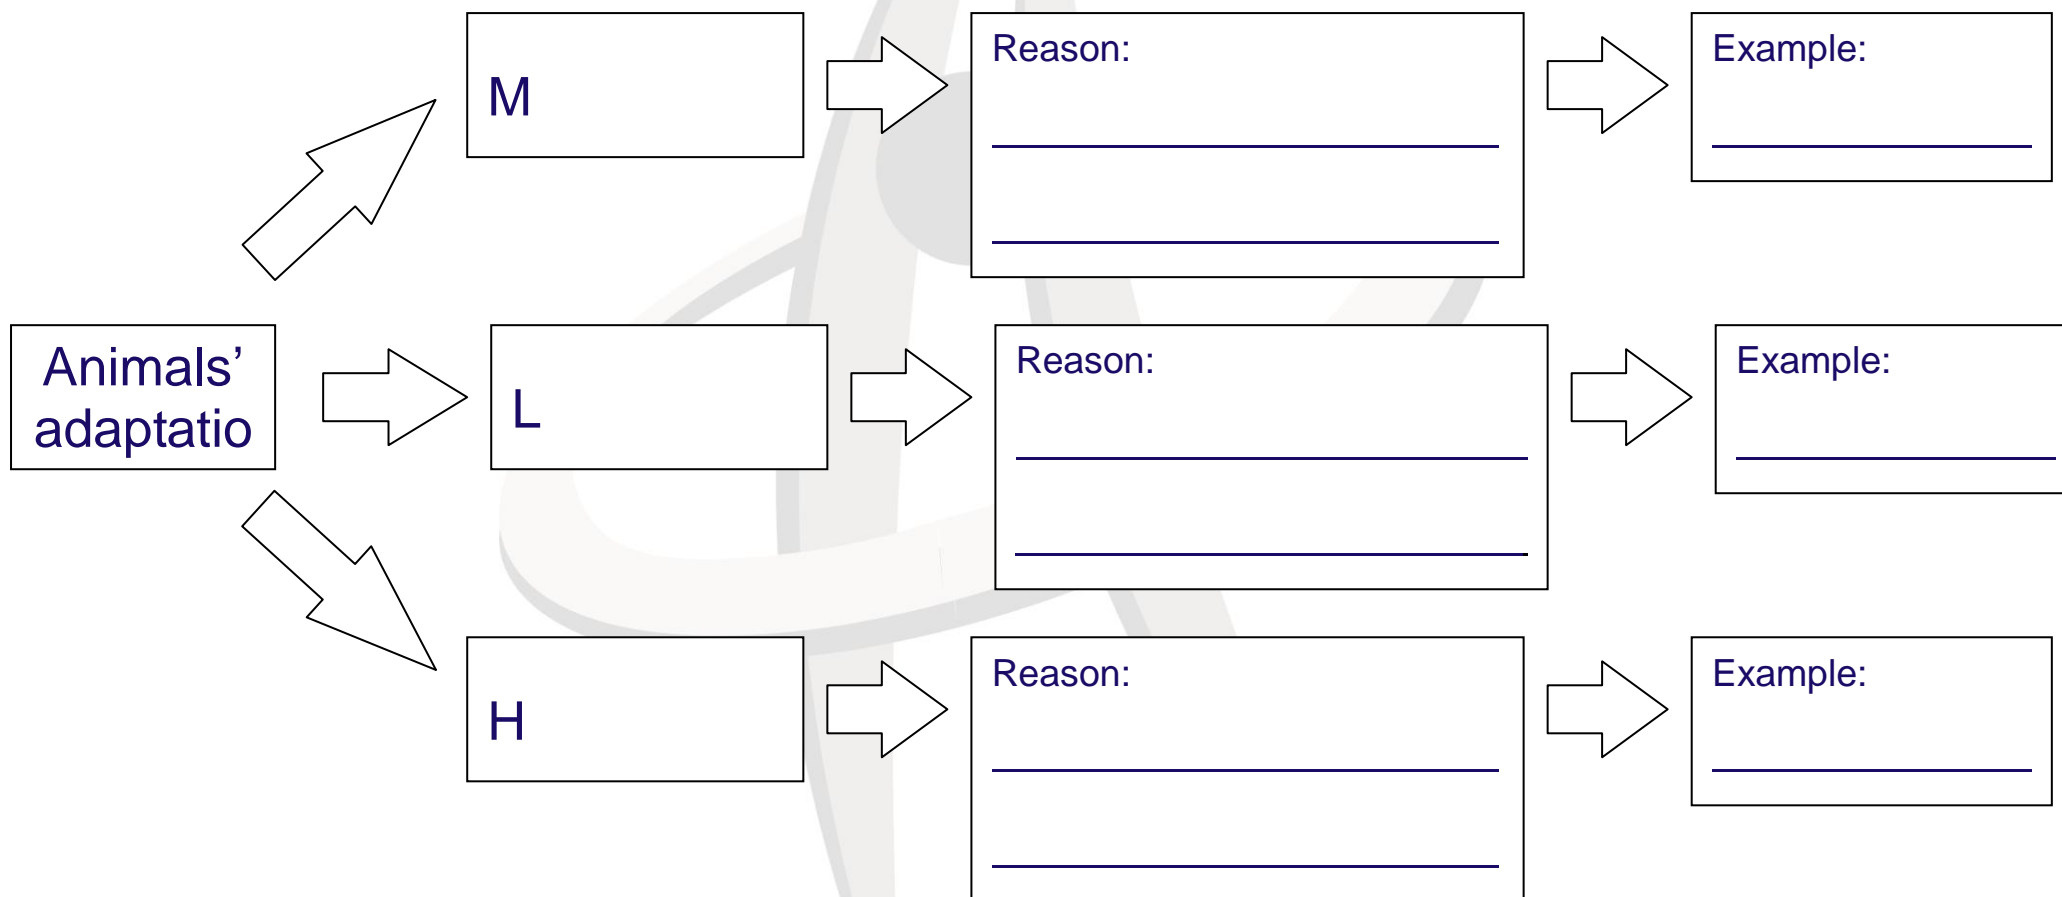 M
Reason:
Example:
Animals’
adaptatio
L
Reason:
Example:
H
Reason:
Example: